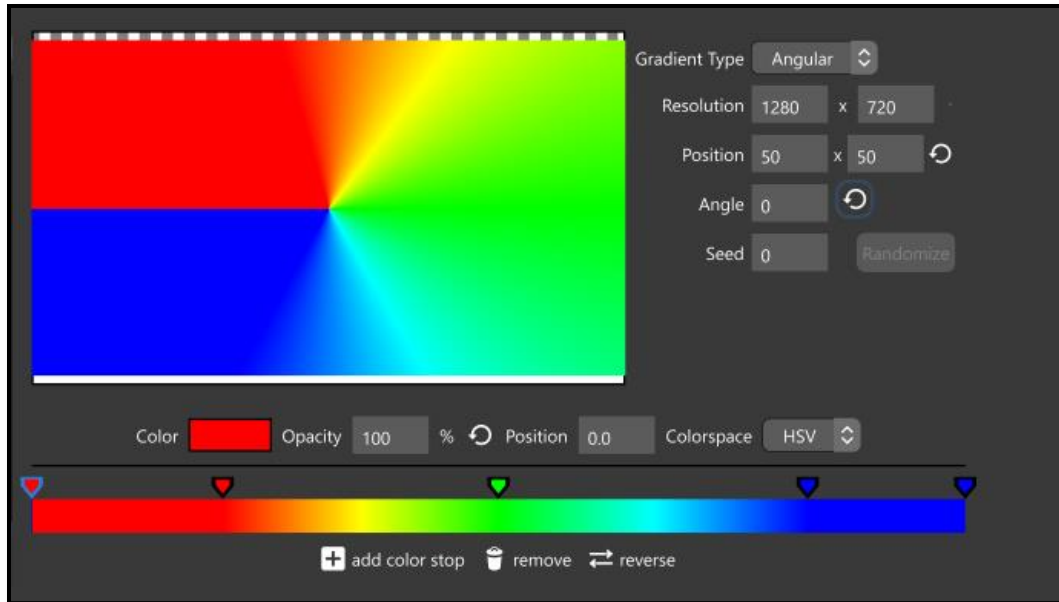 Gradient Type Angular
Resolution 1280 x 720
Position 50 x 50
Angle 0
Seed 0 Randomize
Color Opacity 100 % Position 0.0 Colorspace HSV
add color stop remove reverse